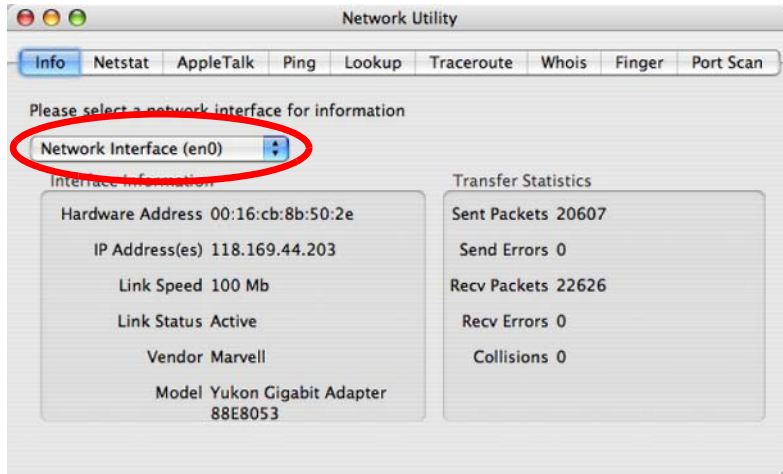 Network Utility
Info Netstat AppleTalk Ping Lookup Traceroute Whois Finger Port Scan
Please select a network interface for information
Network Interface (en0)
Interface Information
Hardware Address 00:16:cb:8b:50:2e
IP Address(es) 118.169.44.203
Link Speed 100 Mb
Link Status Active
Vendor Marvell
Model Yukon Gigabit Adapter
88E8053
Transfer Statistics
Sent Packets 20607
Send Errors 0
Recv Packets 22626
Recv Errors 0
Collisions 0